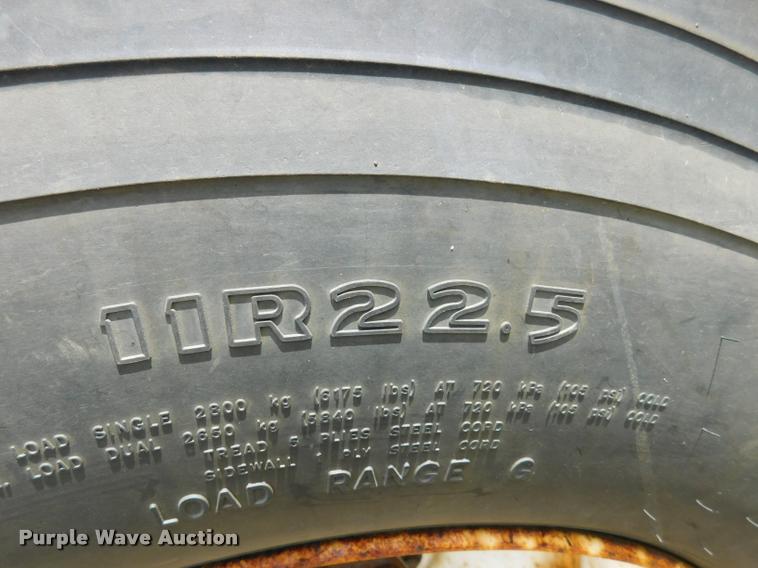 11R22.5
LOAD SINGLE 2800 kg (6175 lbs) AT 720 kPa (105 psi) COLD
LOAD DUAL 2650 kg (5840 lbs) AT 720 kPa (105 psi) COLD
TREAD 5 PLIES STEEL CORD
SIDEWALL 1 PLY STEEL CORD
LOAD RANGE G
Purple Wave Auction